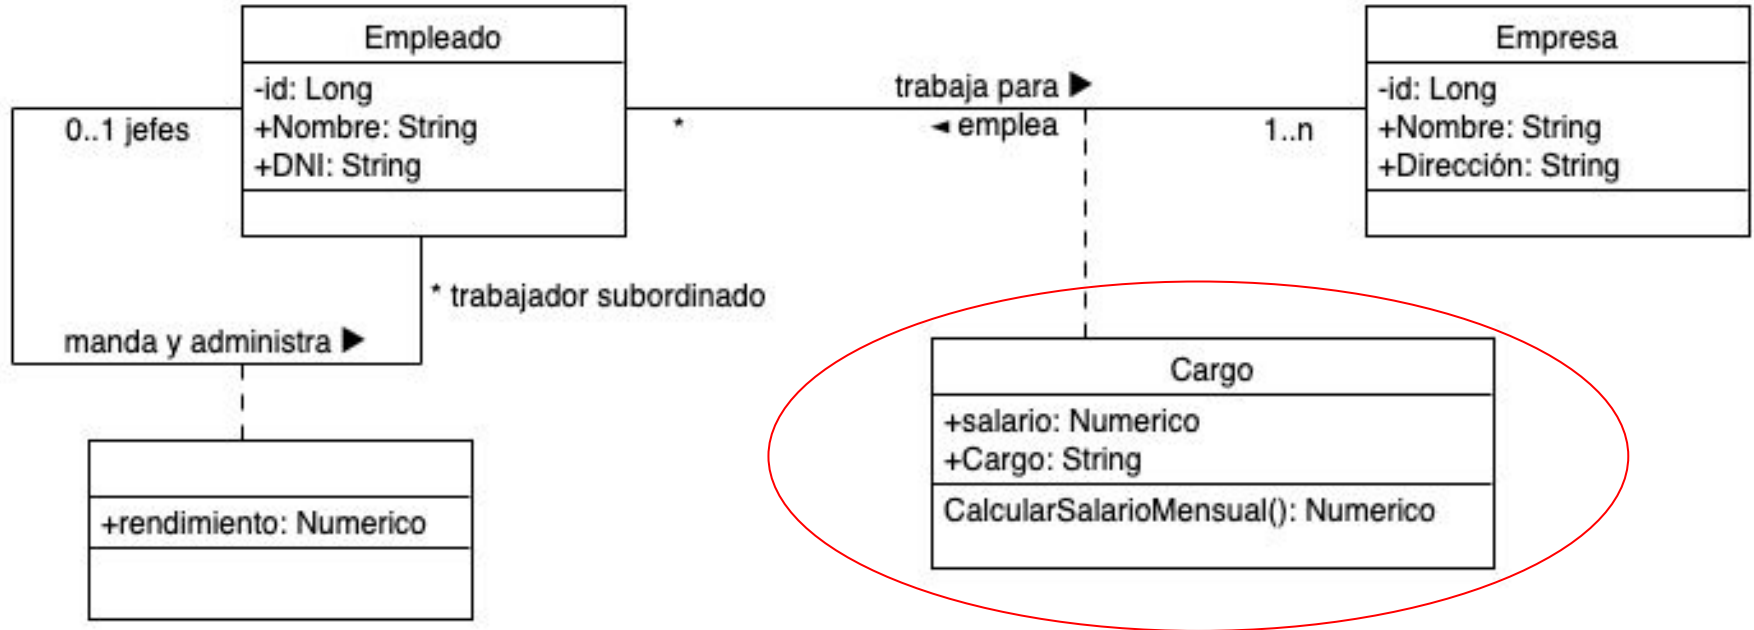 Empleado
-id: Long
+Nombre: String
+DNI: String
0..1 jefes
*
trabaja para ▶
◄ emplea
1..n
Empresa
-id: Long
+Nombre: String
+Dirección: String
* trabajador subordinado
manda y administra ▶
+rendimiento: Numerico
Cargo
+salario: Numerico
+Cargo: String
CalcularSalarioMensual(): Numerico